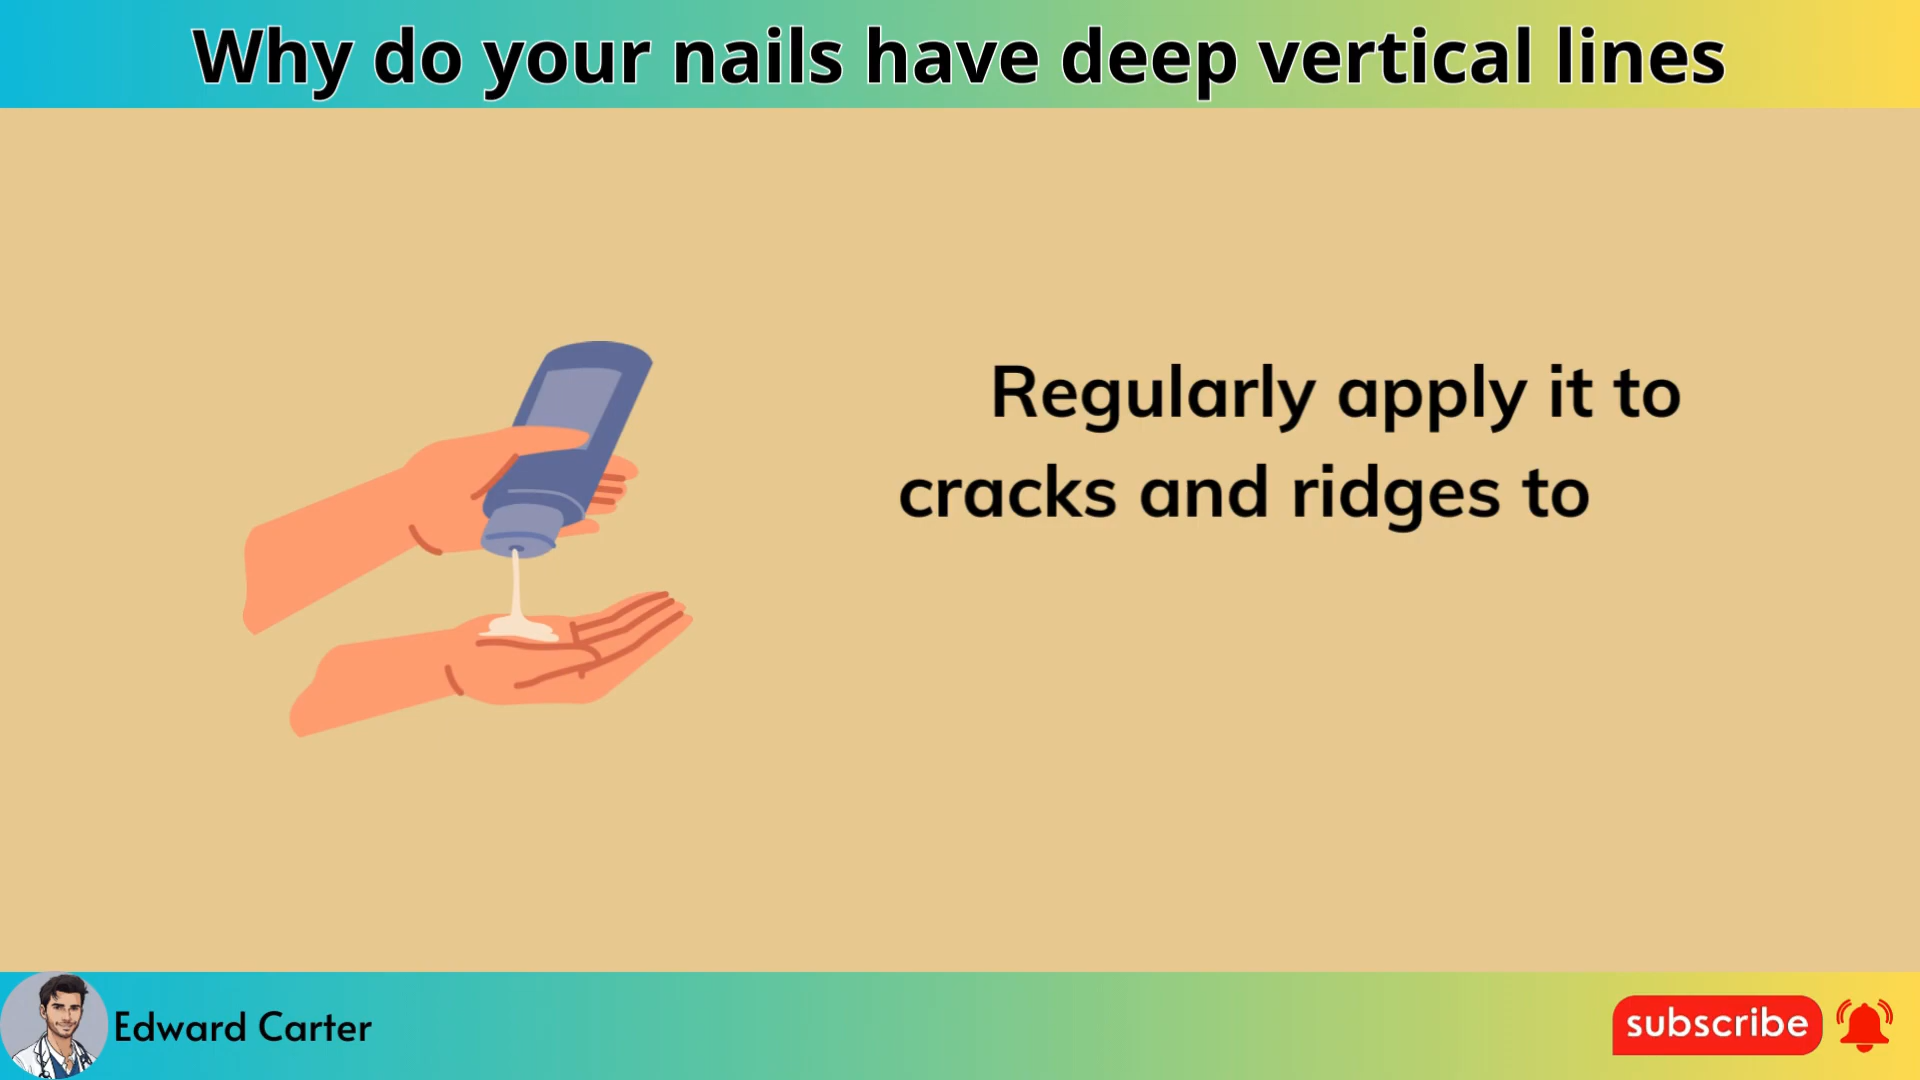 Why do your nails have deep vertical lines
Regularly apply it to
cracks and ridges to
Edward Carter
subscribe